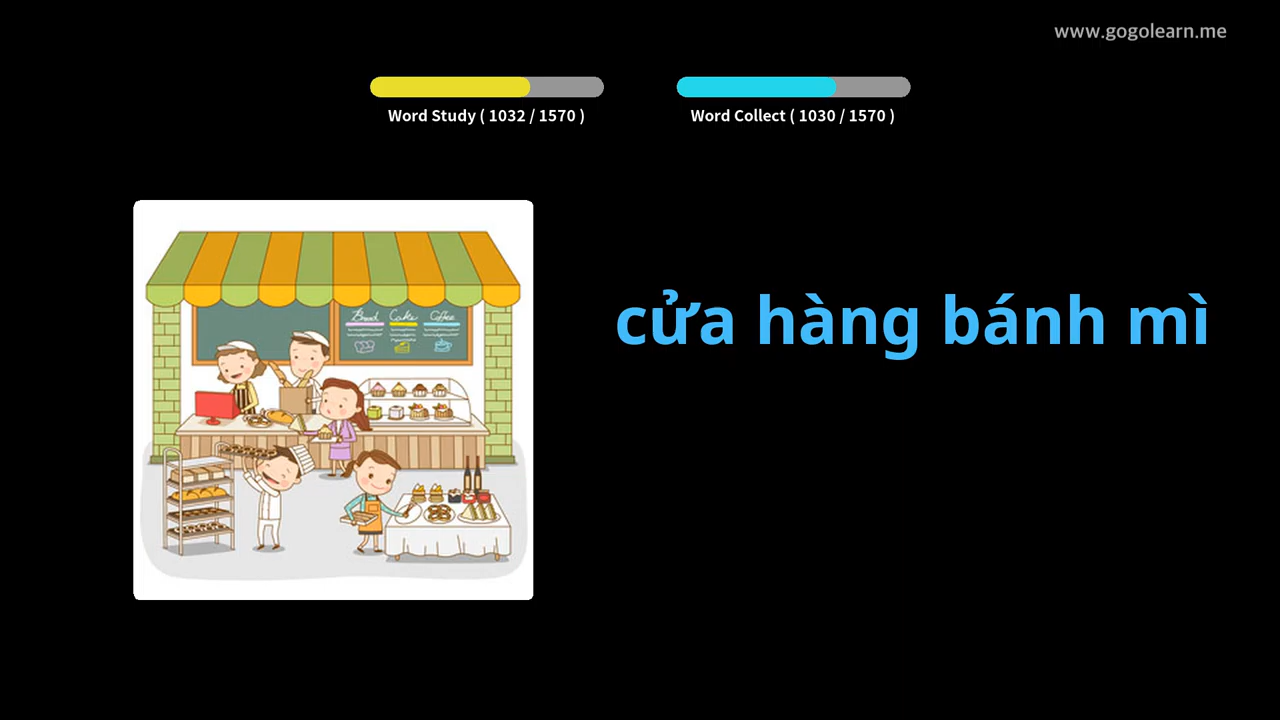 www.gogolearn.me
Word Study ( 1032 / 1570 )
Word Collect ( 1030 / 1570 )
cửa hàng bánh mì
Bread Cake Coffee